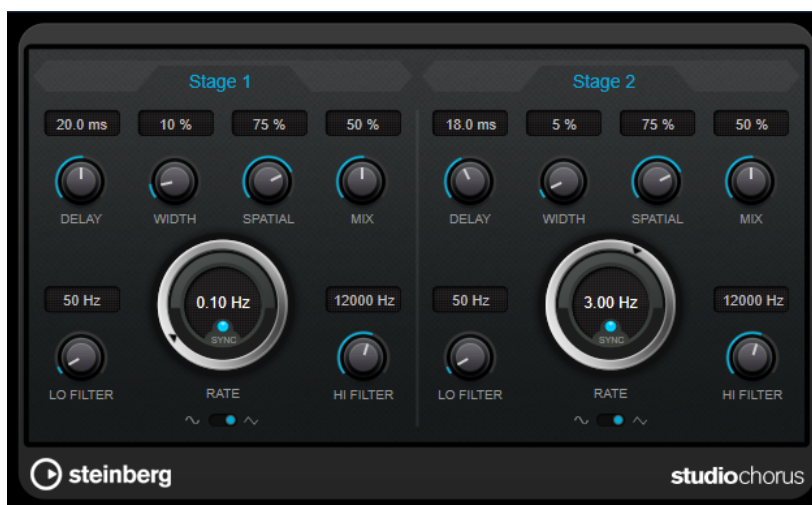 Stage 1
20.0 ms 10 % 75 % 50 %
DELAY WIDTH SPATIAL MIX
50 Hz 0.10 Hz 12000 Hz
SYNC
LO FILTER RATE HI FILTER
Stage 2
18.0 ms 5 % 75 % 50 %
DELAY WIDTH SPATIAL MIX
50 Hz 3.00 Hz 12000 Hz
SYNC
LO FILTER RATE HI FILTER
steinberg studiochorus